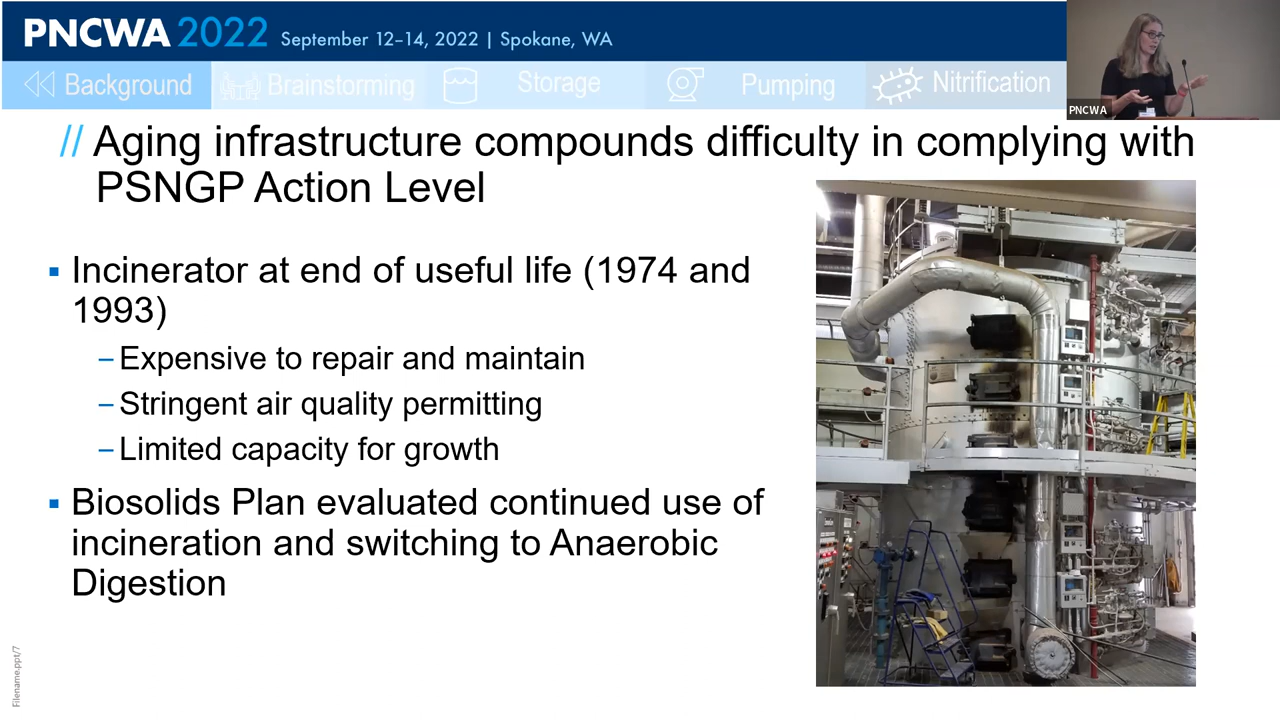 PNCWA 2022 September 12–14, 2022 | Spokane, WA
Background
Brainstorming
Storage
Pumping
Nitrification
PNCWA
// Aging infrastructure compounds difficulty in complying with
PSNGP Action Level
▪ Incinerator at end of useful life (1974 and
1993)
– Expensive to repair and maintain
– Stringent air quality permitting
– Limited capacity for growth
▪ Biosolids Plan evaluated continued use of
incineration and switching to Anaerobic
Digestion
Filename.ppt/7